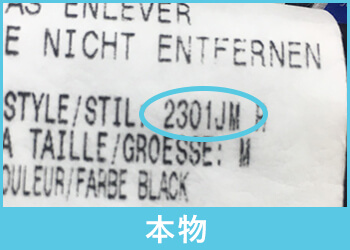 AS ENLEVER
E NICHT ENTFERNEN
STYLE/STIL: 2301JM
A TAILLE/GROESSE: M
OULEUR/FARBE BLACK
本物